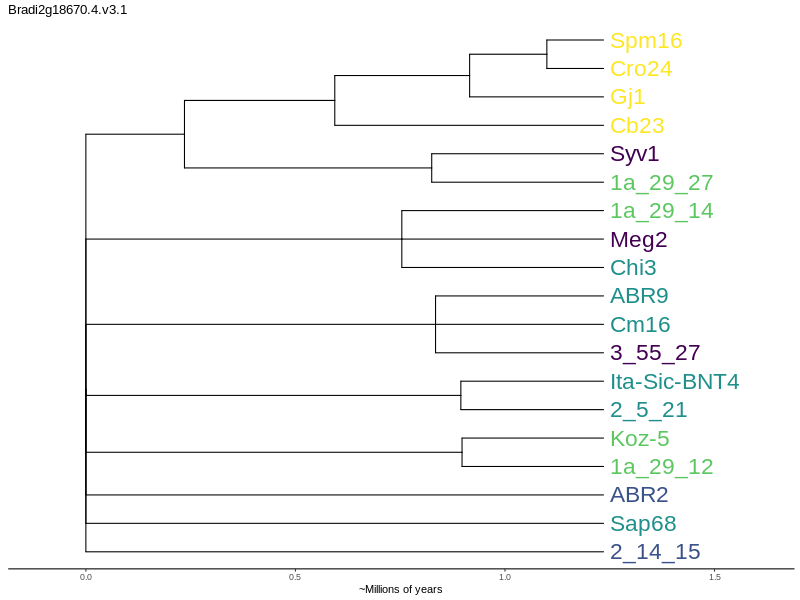 Bradi2g18670.4.v3.1
Spm16
Cro24
Gj1
Cb23
Syv1
1a_29_27
1a_29_14
Meg2
Chi3
ABR9
Cm16
3_55_27
Ita-Sic-BNT4
2_5_21
Koz-5
1a_29_12
ABR2
Sap68
2_14_15
0.0 0.5 1.0 1.5
~Millions of years